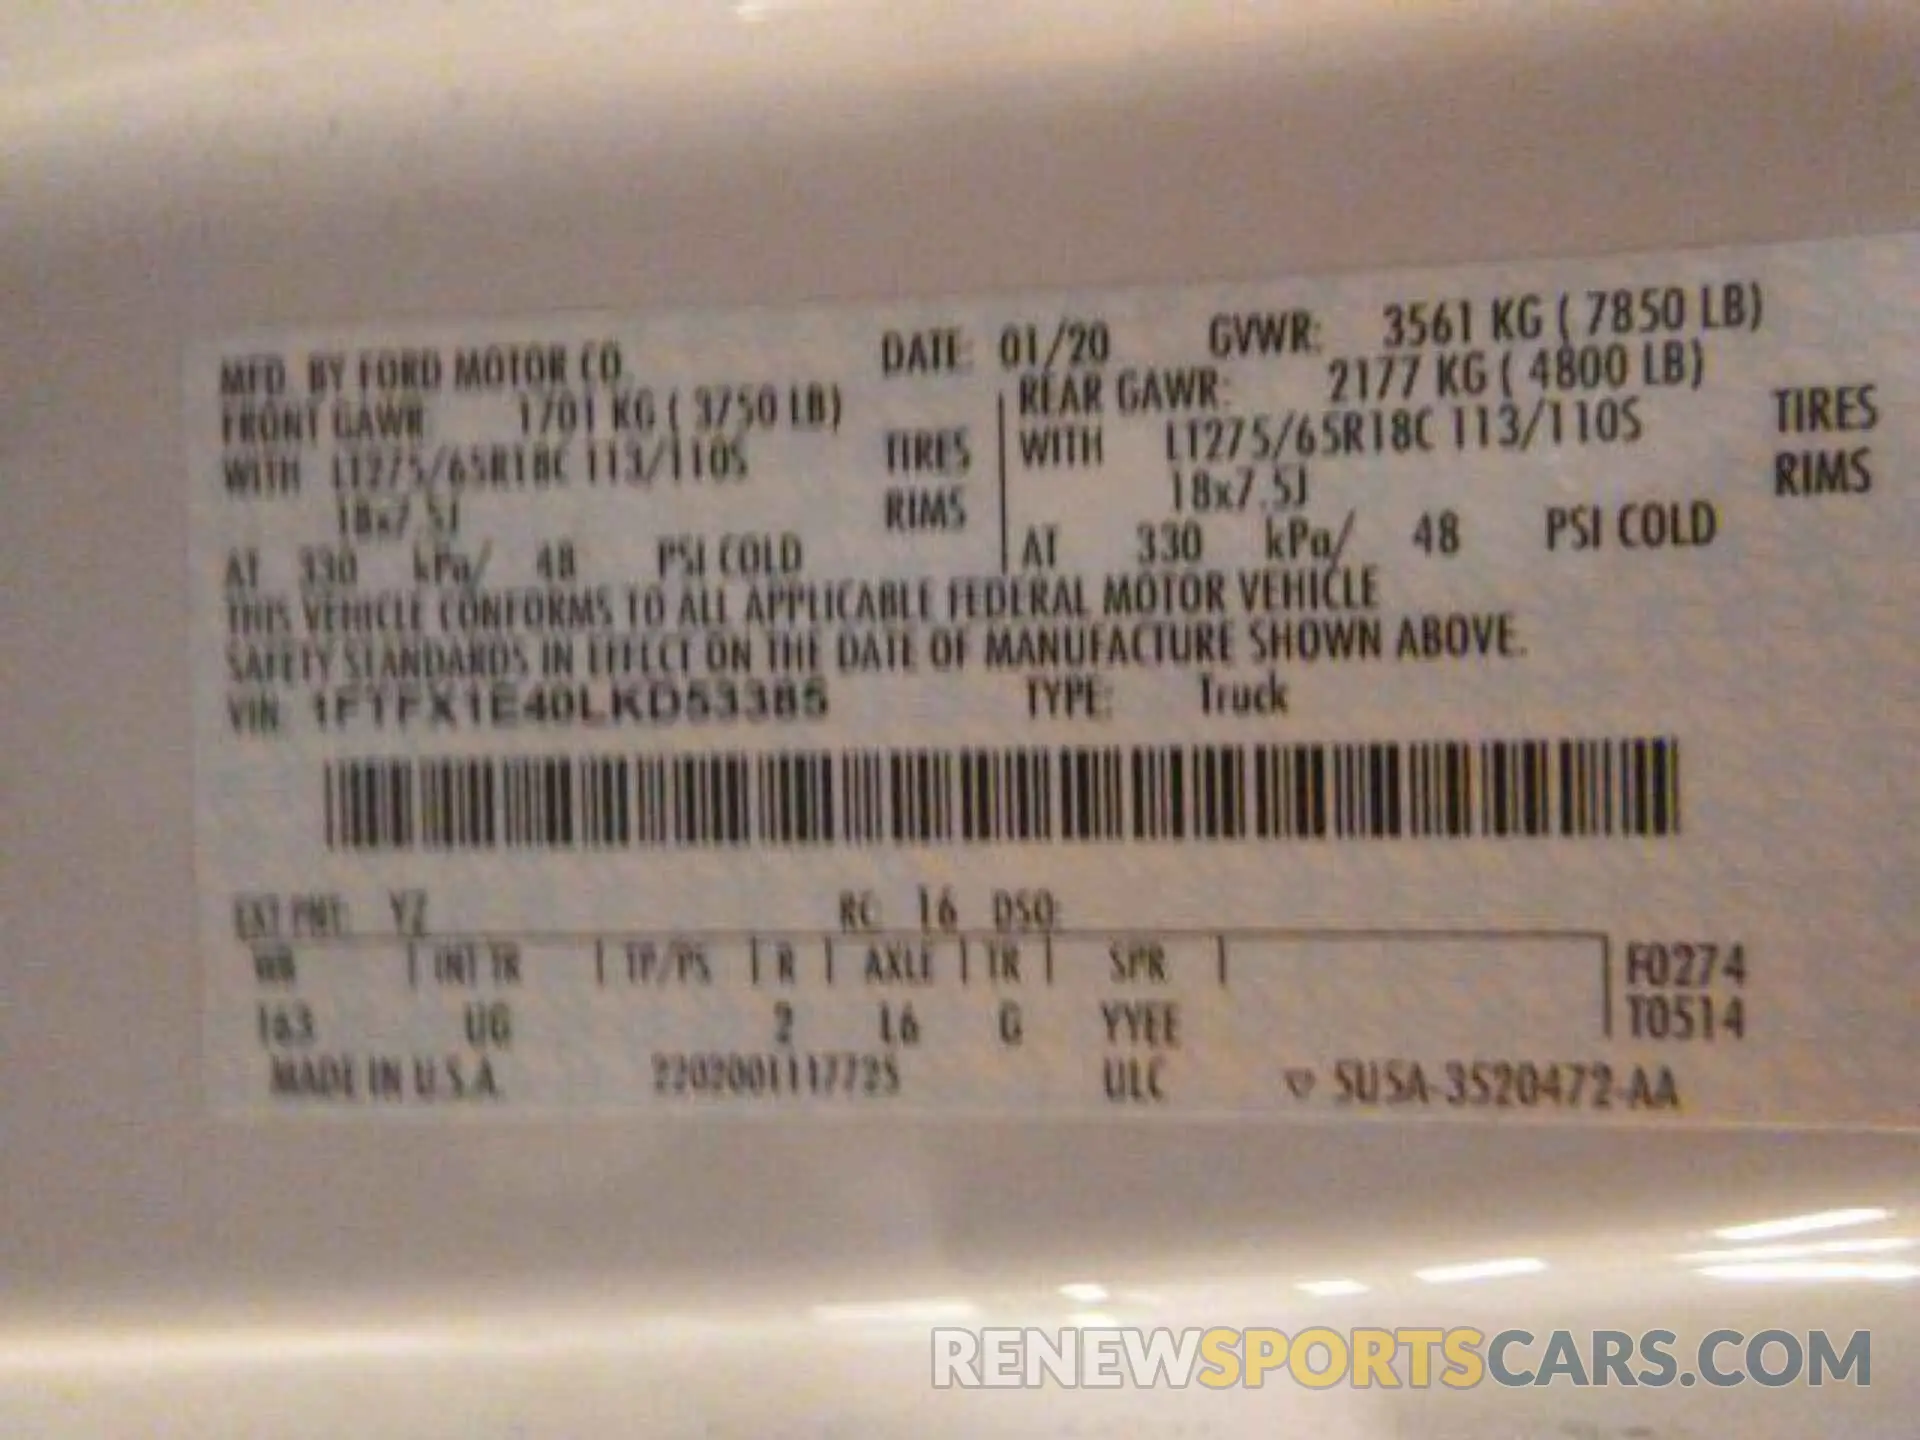 MFD. BY FORD MOTOR CO. DATE: 01/20 GVWR: 3561 KG ( 7850 LB)
FRONT GAWR: 1701 KG ( 3750 LB) REAR GAWR: 2177 KG ( 4800 LB)
WITH LT275/65R18C 113/110S TIRES WITH LT275/65R18C 113/110S TIRES
18x7.5J RIMS 18x7.5J RIMS
AT 330 kPa/ 48 PSI COLD AT 330 kPa/ 48 PSI COLD
THIS VEHICLE CONFORMS TO ALL APPLICABLE FEDERAL MOTOR VEHICLE
SAFETY STANDARDS IN EFFECT ON THE DATE OF MANUFACTURE SHOWN ABOVE.
VIN: 1FTFX1E40LKD53385 TYPE: Truck
EXT PNT: YZ RC: 16 DSO:
WB INT TR TP/PS R AXLE TR SPR F0274
163 UG 2 L6 G YYEE T0514
MADE IN U.S.A. 2202001117725 ULC 5U5A-3520472-AA
RENEWSPORTSCARS.COM